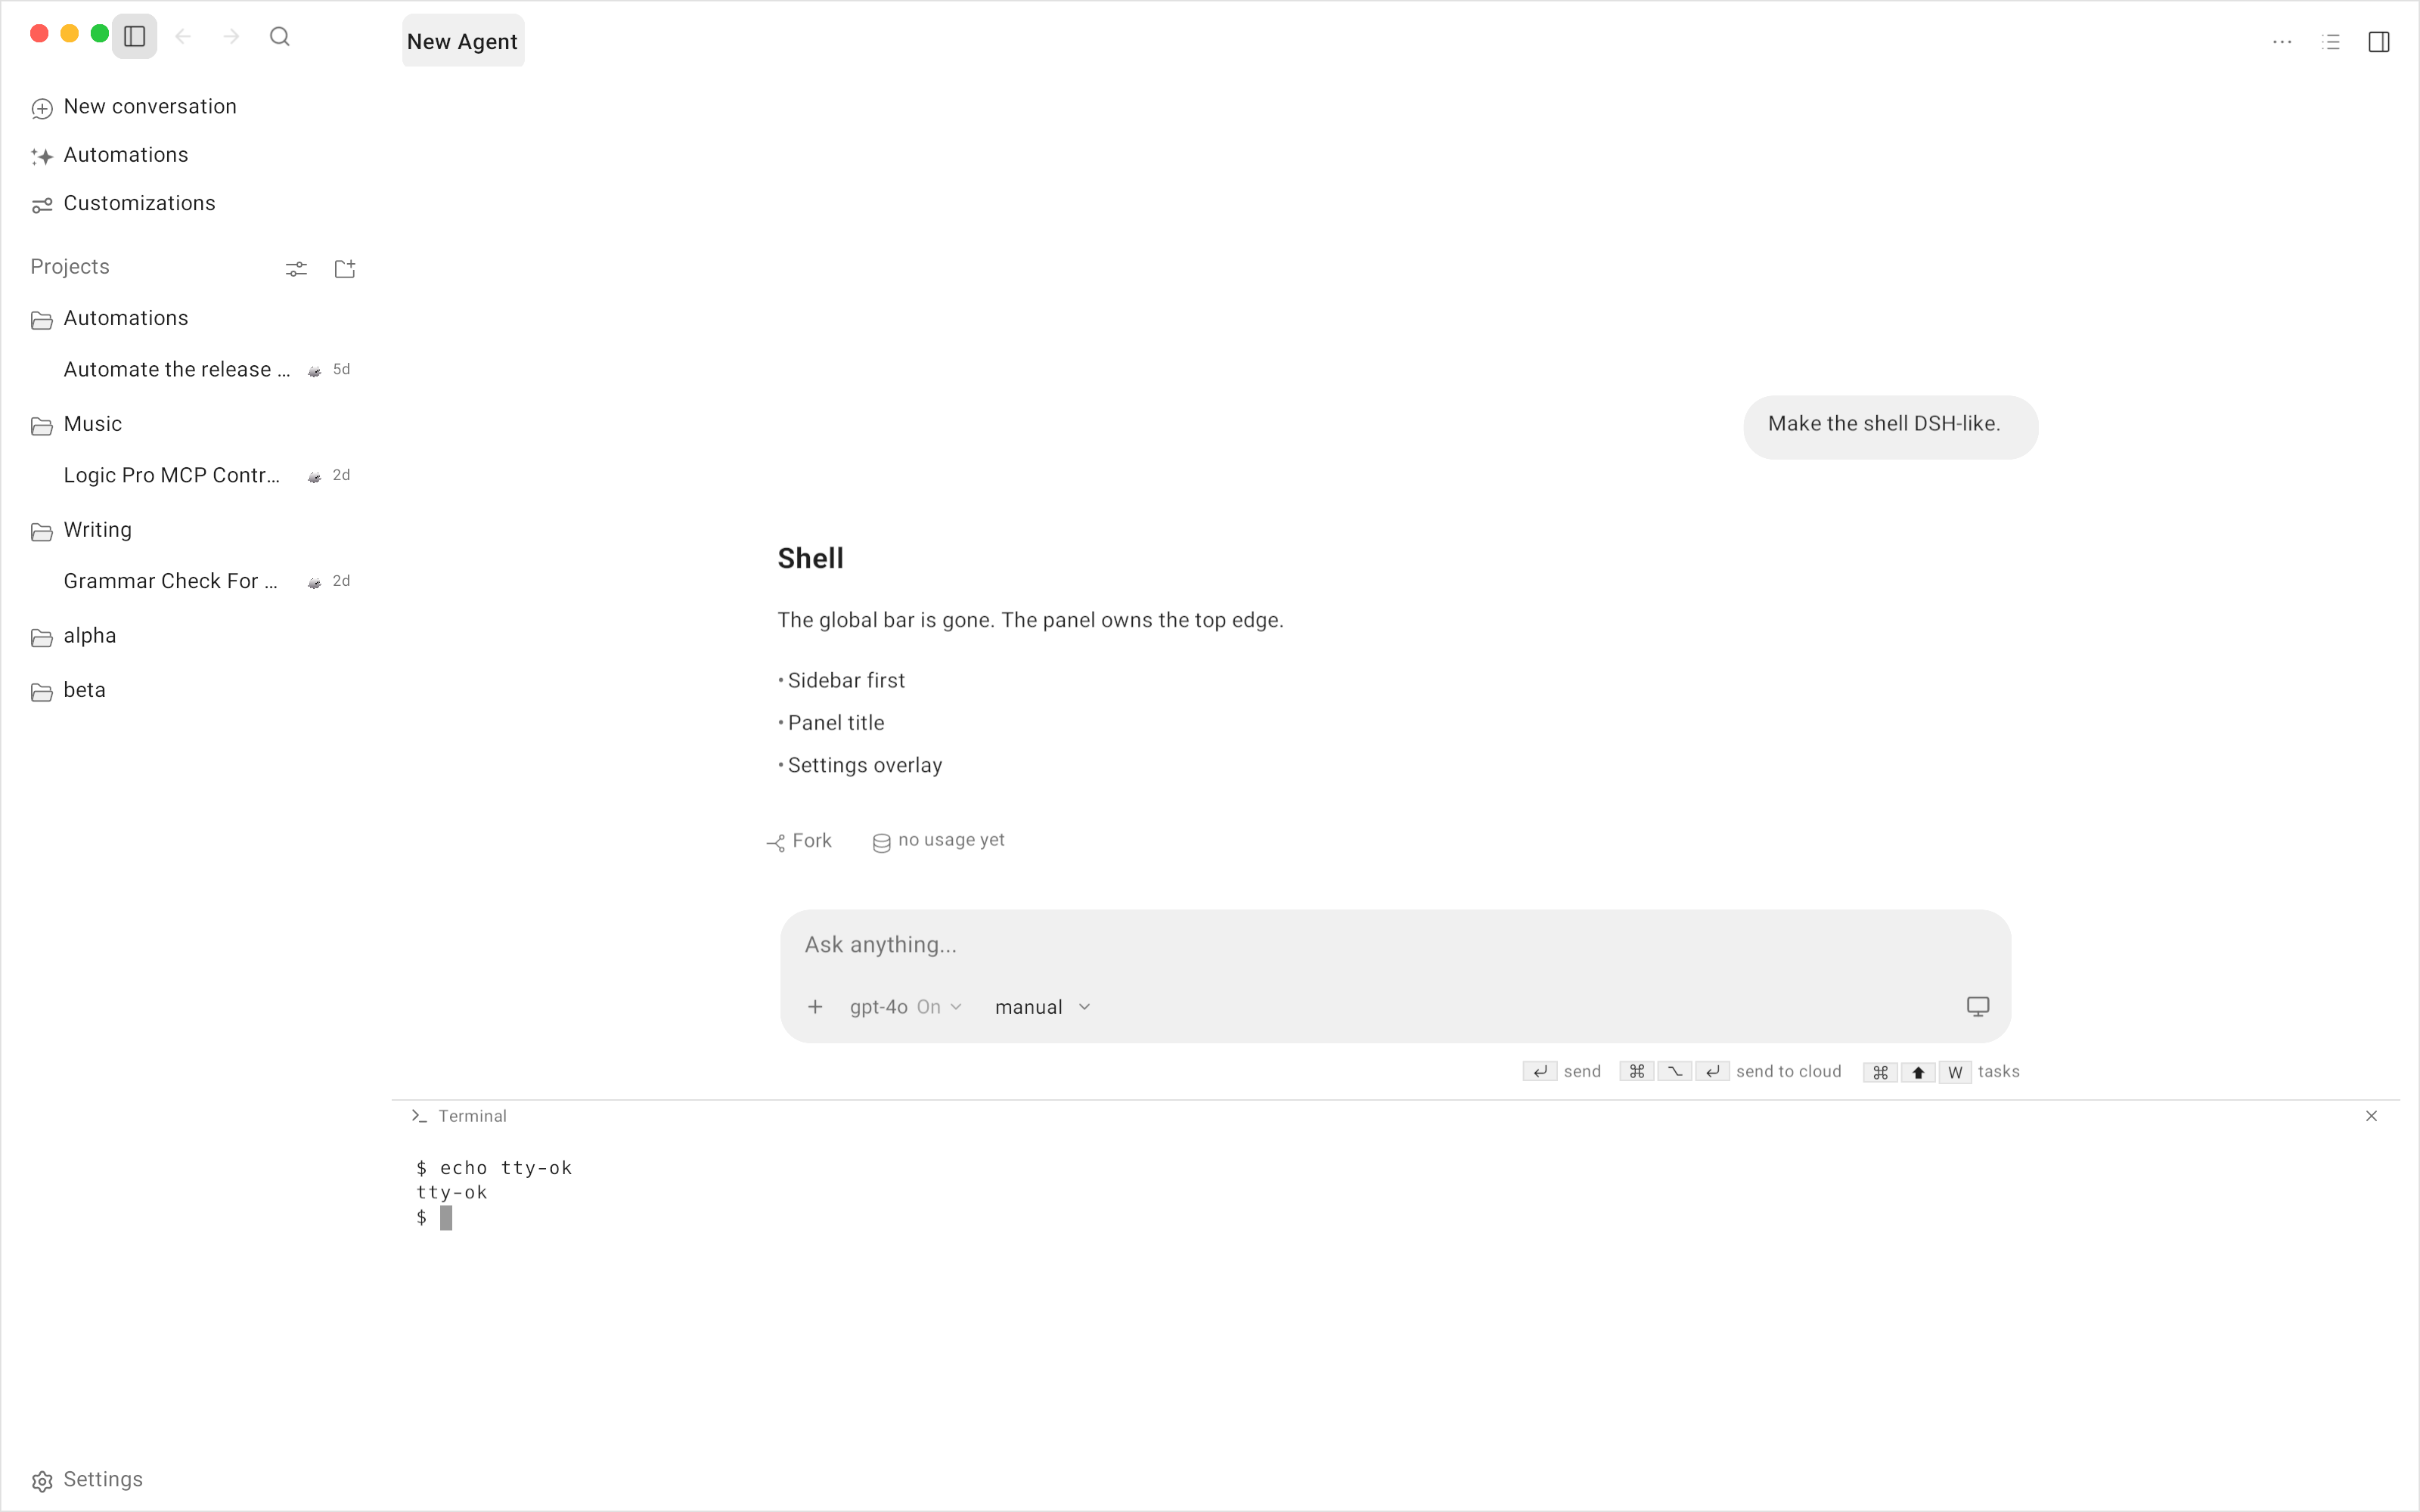 New Agent
New conversation
Automations
Customizations
Projects
Automations
Automate the release ... 5d
Music
Logic Pro MCP Contr... 2d
Writing
Grammar Check For ... 2d
alpha
beta
Settings
Make the shell DSH-like.
Shell
The global bar is gone. The panel owns the top edge.
• Sidebar first
• Panel title
• Settings overlay
Fork no usage yet
Ask anything...
gpt-4o On manual
↵ send ⌘ ⌥ ↵ send to cloud ⌘ ⬆ W tasks
Terminal
$ echo tty-ok
tty-ok
$